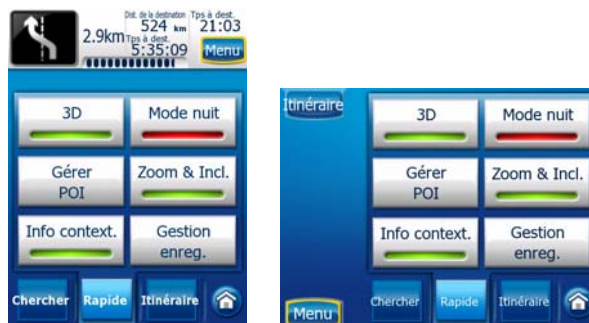 Dist. de la destination Tps à dest.
524 km 21:03
2.9km Tps à dest.
5:35:09 Menu
3D Mode nuit
Gérer
POI
Zoom & Incl.
Info context. Gestion
enreg.
Chercher Rapide Itinéraire
Itinéraire
3D Mode nuit
Gérer
POI
Zoom & Incl.
Info context. Gestion
enreg.
Menu Chercher Rapide Itinéraire